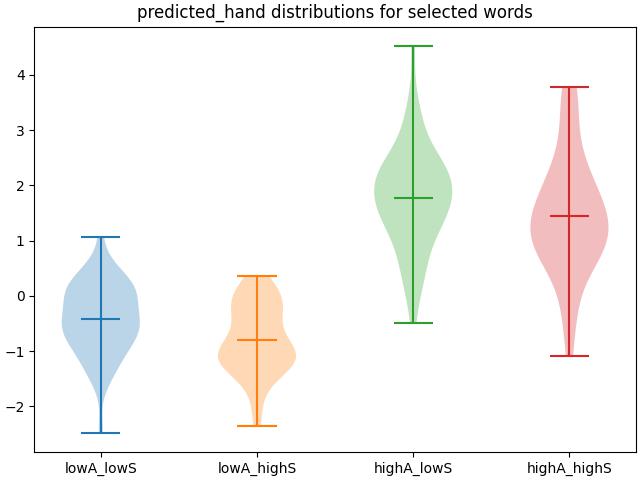 predicted_hand distributions for selected words
4
3
2
1
0
−1
−2
lowA_lowS
lowA_highS
highA_lowS
highA_highS